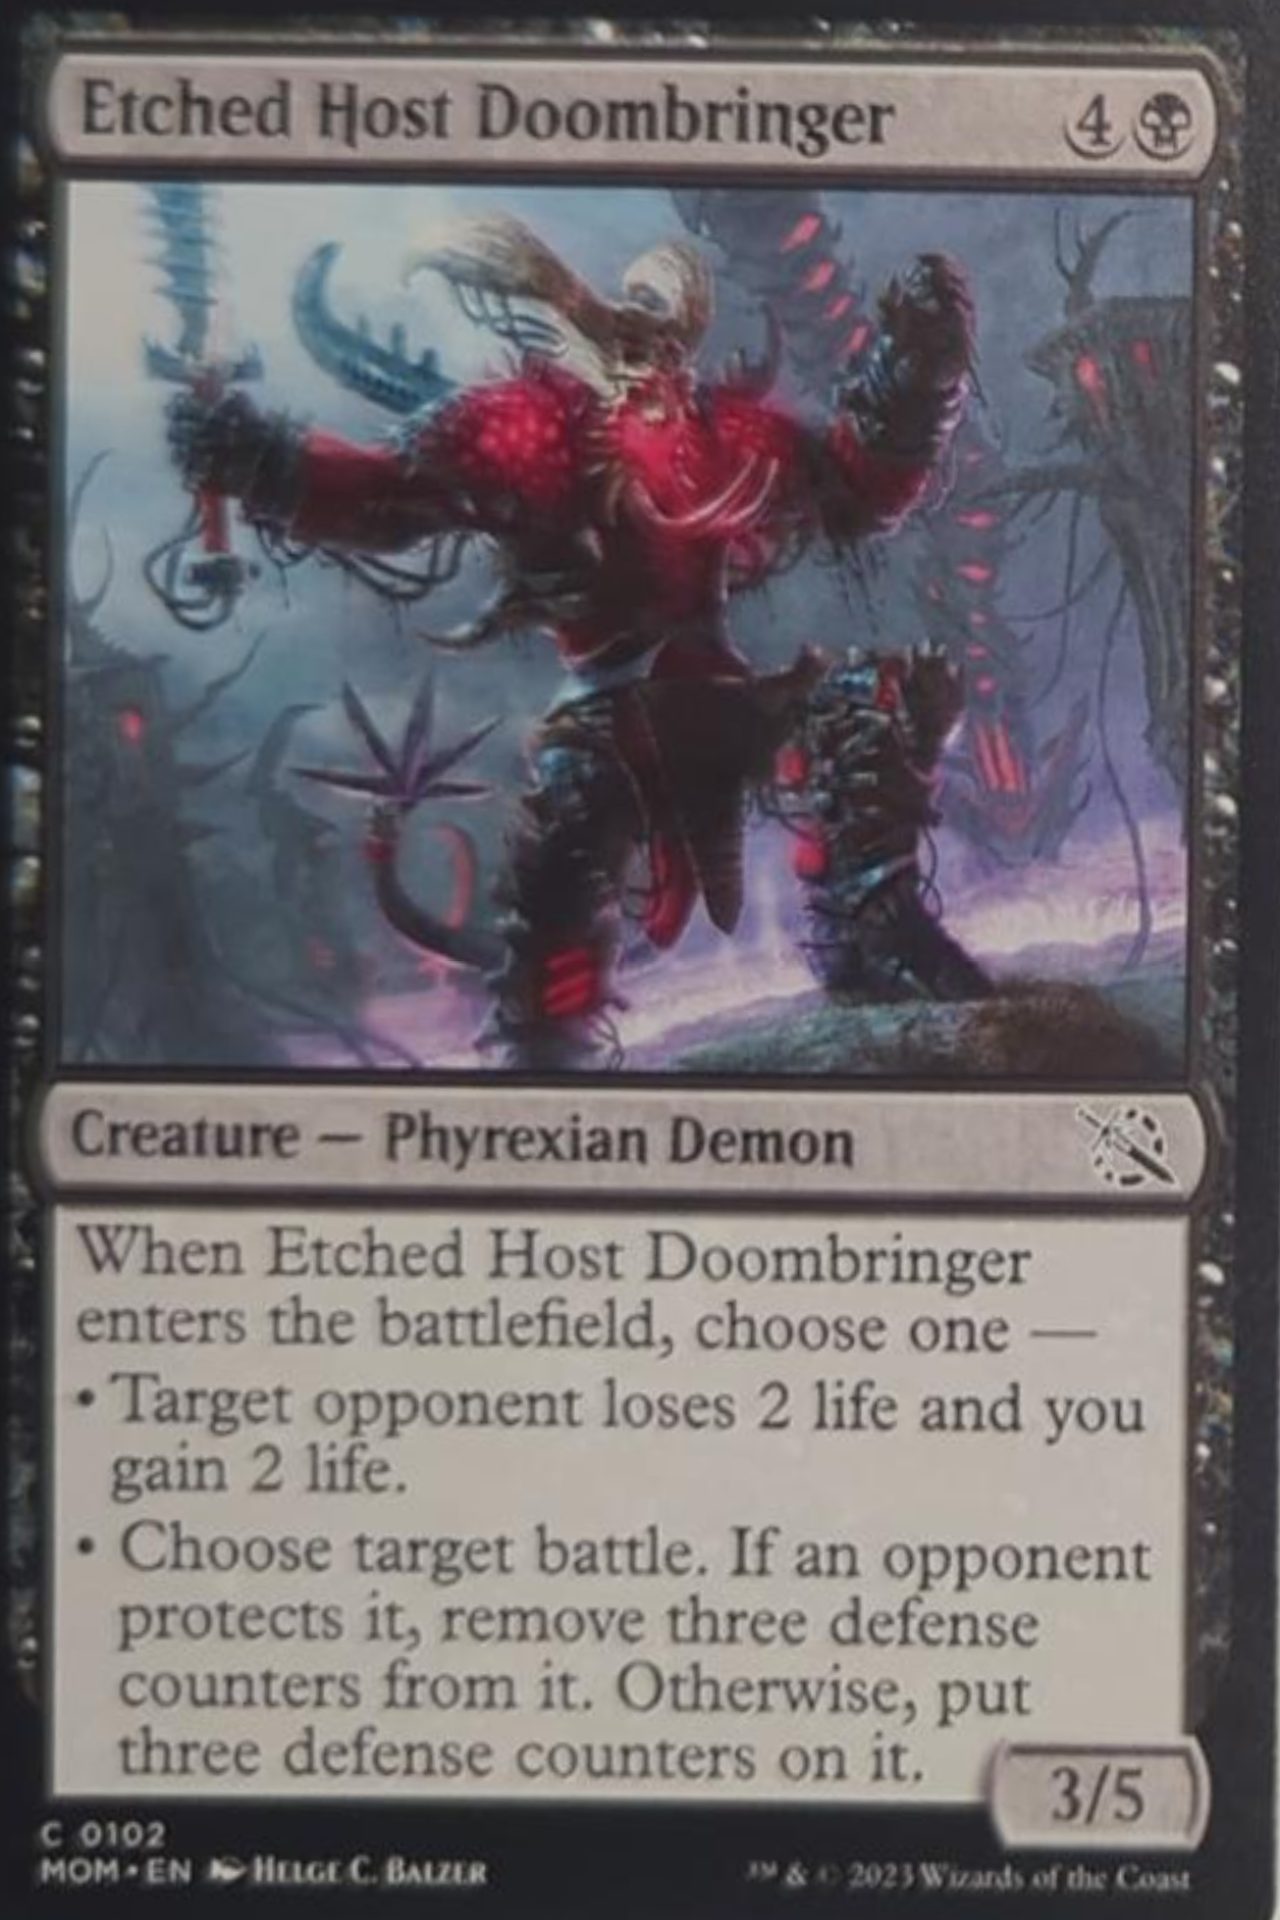 Etched Host Doombringer 4
Creature — Phyrexian Demon
When Etched Host Doombringer
enters the battlefield, choose one —
• Target opponent loses 2 life and you
gain 2 life.
• Choose target battle. If an opponent
protects it, remove three defense
counters from it. Otherwise, put
three defense counters on it.
3/5
C 0102
MOM • EN HELGE C. BALZER
™ & © 2023 Wizards of the Coast